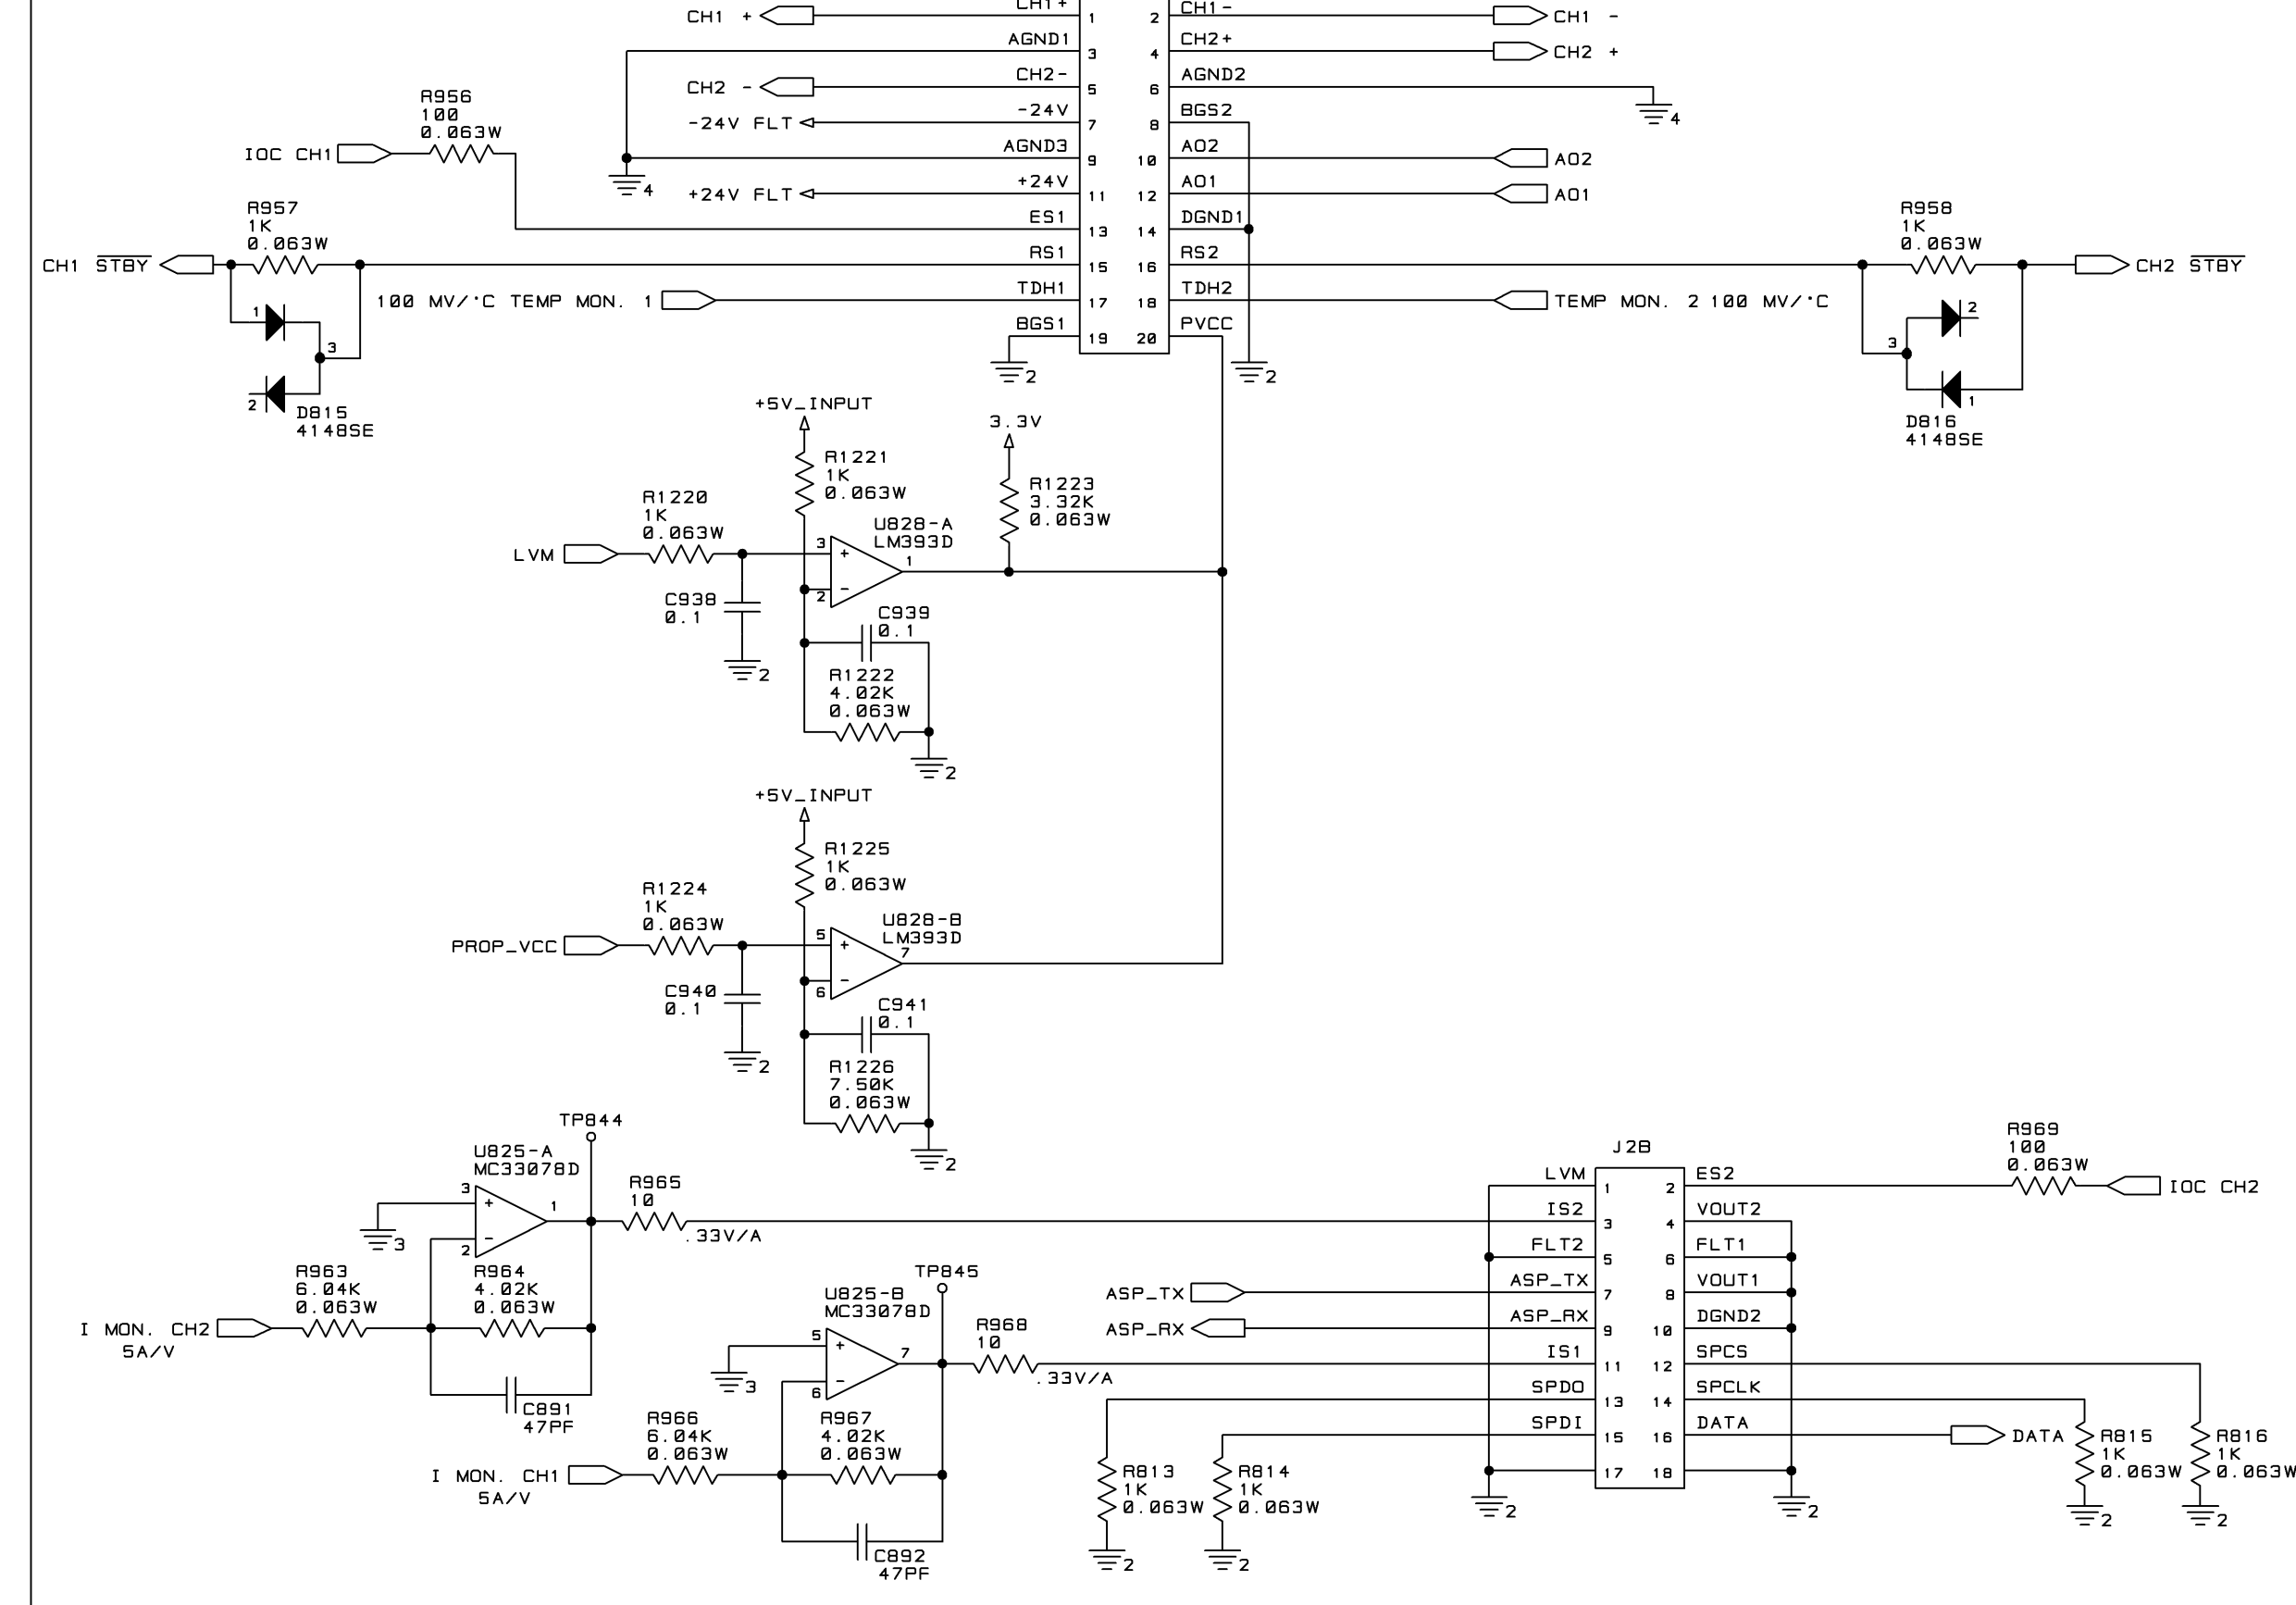 CH1 +
CH1+
1
2
CH1-
CH1 -
AGND1
3
4
CH2+
CH2 +
CH2 -
CH2-
5
6
AGND2
4
-24V FLT
-24V
7
8
BGS2
R956
100
0.063W
IOC CH1
AGND3
9
10
AO2
AO2
4
+24V FLT
+24V
11
12
AO1
AO1
ES1
13
14
DGND1
R957
1K
0.063W
CH1 STBY
RS1
15
16
RS2
R958
1K
0.063W
CH2 STBY
100 MV/°C TEMP MON. 1
TDH1
17
18
TDH2
TEMP MON. 2 100 MV/°C
BGS1
19
20
PVCC
2
2
1
3
2
D815
4148SE
2
3
1
D816
4148SE
+5V_INPUT
3.3V
R1221
1K
0.063W
R1223
3.32K
0.063W
R1220
1K
0.063W
LVM
U828-A
LM393D
3
+
1
2
-
C938
0.1
2
C939
0.1
R1222
4.02K
0.063W
2
+5V_INPUT
R1225
1K
0.063W
R1224
1K
0.063W
PROP_VCC
U828-B
LM393D
5
+
7
6
-
C940
0.1
2
C941
0.1
R1226
7.50K
0.063W
2
TP844
U825-A
MC33078D
3
+
1
2
-
3
R965
10
.33V/A
R963
6.04K
0.063W
R964
4.02K
0.063W
I MON. CH2
5A/V
C891
47PF
TP845
U825-B
MC33078D
5
+
7
6
-
3
R968
10
.33V/A
R966
6.04K
0.063W
R967
4.02K
0.063W
I MON. CH1
5A/V
C892
47PF
J2B
R969
100
0.063W
LVM
1
2
ES2
IOC CH2
IS2
3
4
VOUT2
FLT2
5
6
FLT1
ASP_TX
ASP_TX
7
8
VOUT1
ASP_RX
ASP_RX
9
10
DGND2
IS1
11
12
SPCS
SPDO
13
14
SPCLK
SPDI
15
16
DATA
DATA
17
18
R813
1K
0.063W
2
R814
1K
0.063W
2
2
2
R815
1K
0.063W
2
R816
1K
0.063W
2